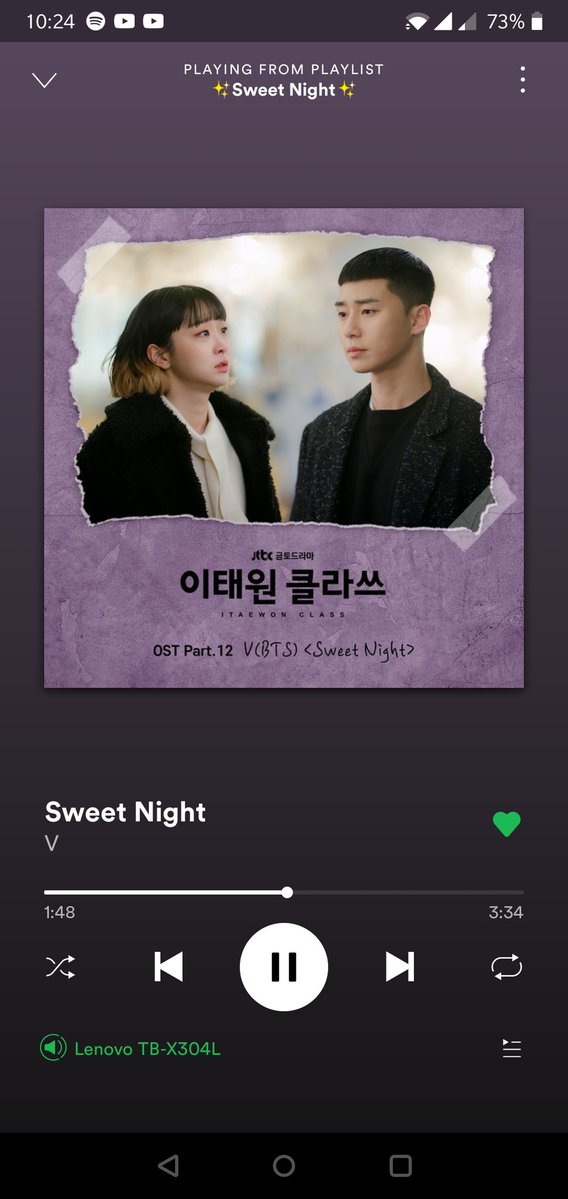 10:24
73%
PLAYING FROM PLAYLIST
✨Sweet Night✨
JTBC 금토드라마
이태원 클라쓰
ITAEWON CLASS
OST Part.12 V(BTS) <Sweet Night>
Sweet Night
V
1:48
3:34
Lenovo TB-X304L